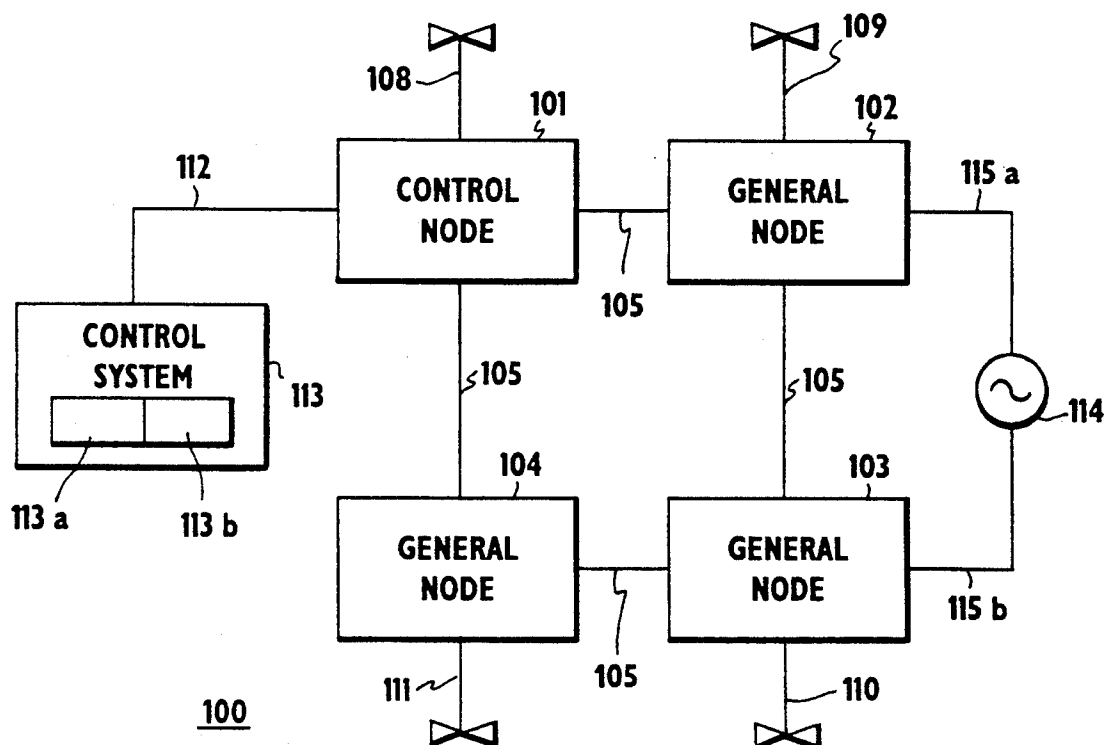 108
109
101
102
112
115 a
CONTROL
NODE
GENERAL
NODE
105
CONTROL
SYSTEM
113
105
105
114
113 a
113 b
104
103
GENERAL
NODE
GENERAL
NODE
105
115 b
111
110
100